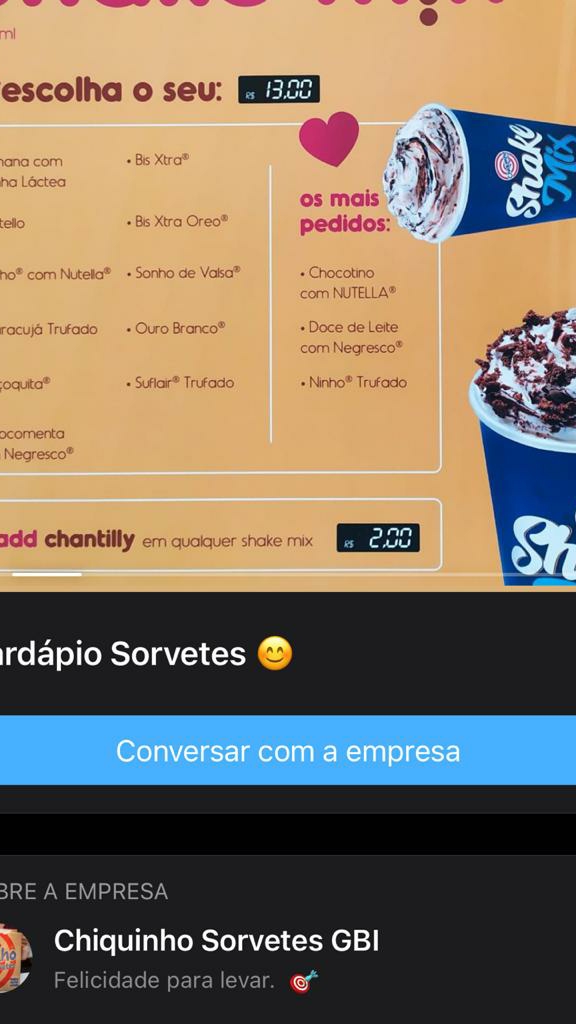 ml
escolha o seu: R$ 13,00
nana com
ha Láctea
tello
ho® com Nutella®
racujá Trufado
çoquita®
ocomenta
Negresco®
• Bis Xtra®
• Bis Xtra Oreo®
• Sonho de Valsa®
• Ouro Branco®
• Suflair® Trufado
os mais
pedidos:
• Chocotino
com NUTELLA®
• Doce de Leite
com Negresco®
• Ninho® Trufado
Shake
Mix
Sh
add chantilly em qualquer shake mix R$ 2,00
ardápio Sorvetes 😊
Conversar com a empresa
BRE A EMPRESA
Chiquinho Sorvetes GBI
Felicidade para levar. 🎯